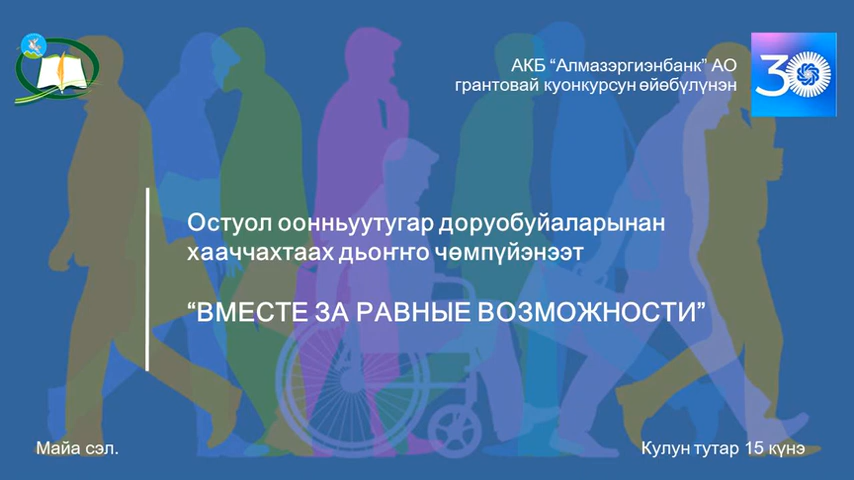 АКБ “Алмазэргиэнбанк” АО
грантовай куонкурсун өйөбүлүнэн
30
Остуол оонньуутугар доруобуйаларынан
хааччахтаах дьоҥҥо чөмпүйэнээт
“ВМЕСТЕ ЗА РАВНЫЕ ВОЗМОЖНОСТИ”
Майа сэл.
Кулун тутар 15 күнэ